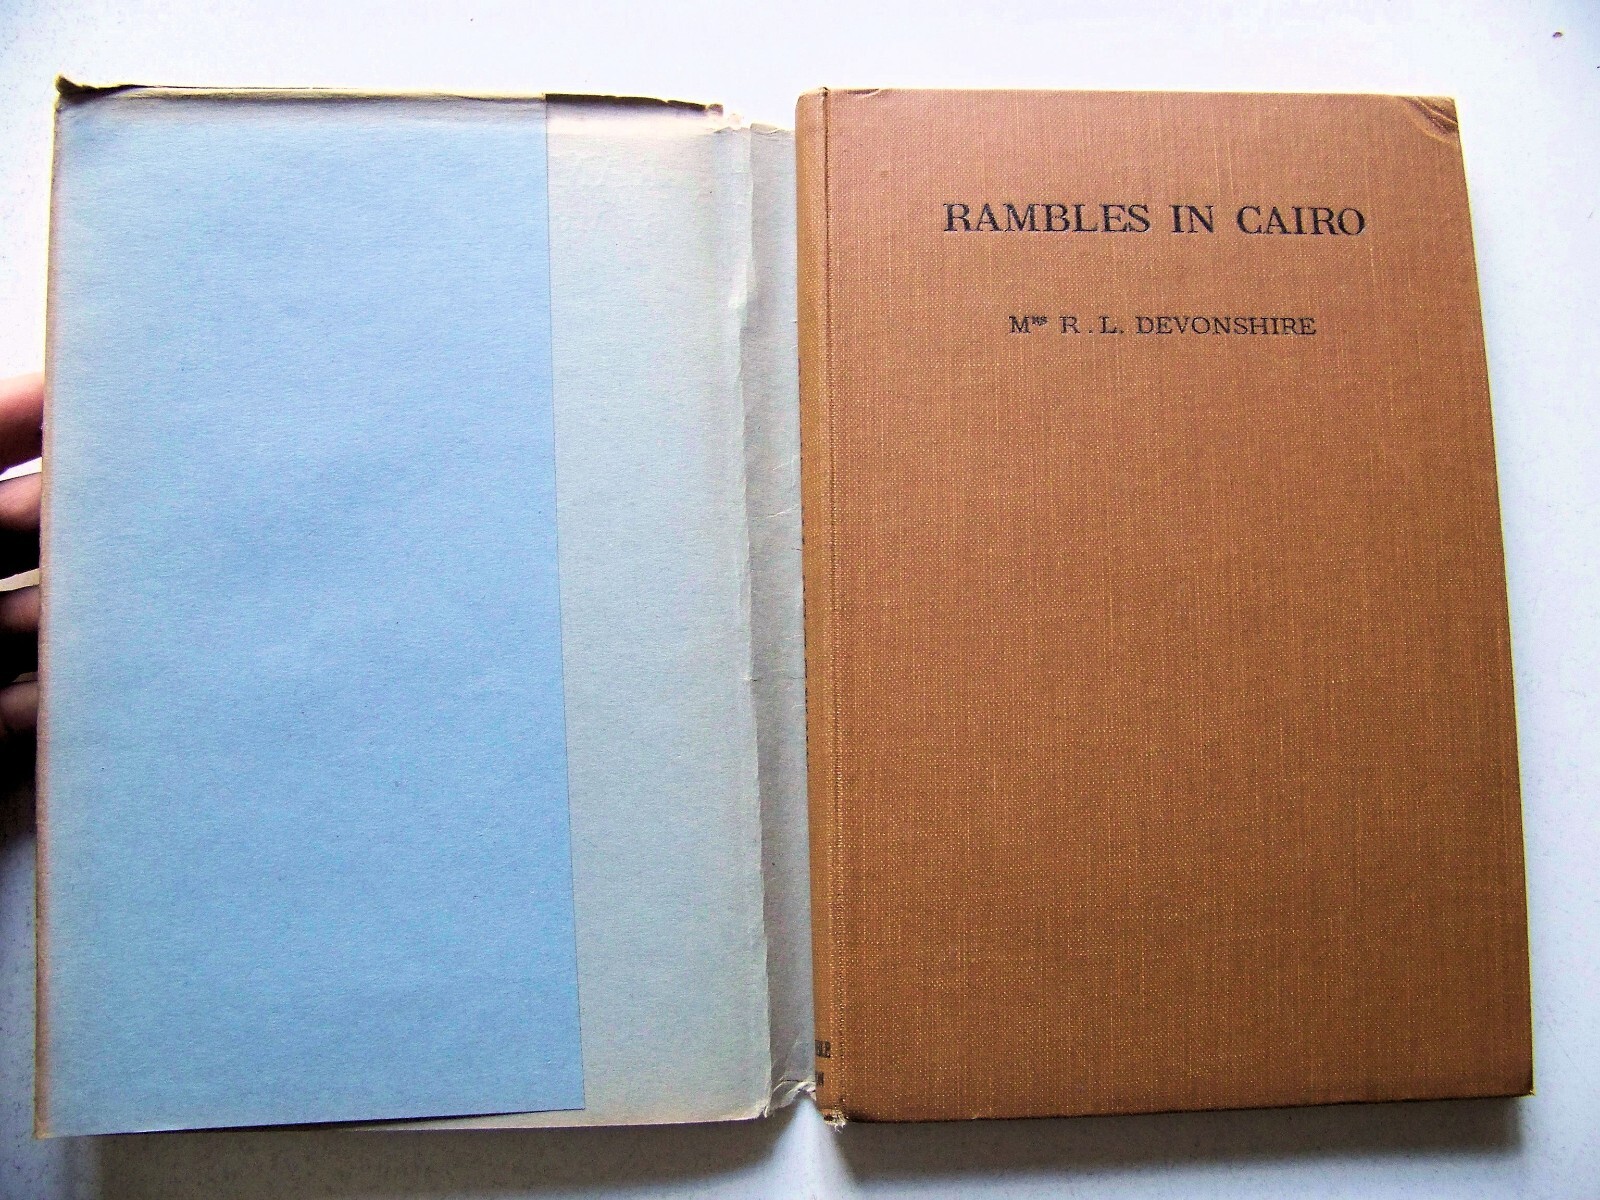 RAMBLES IN CAIRO
Mrs R. L. DEVONSHIRE